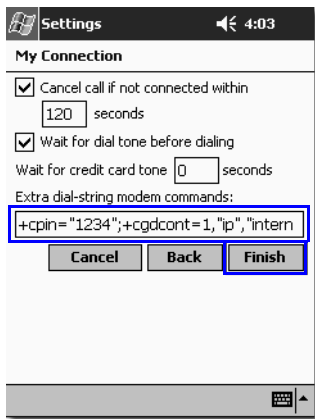 Settings 4:03
My Connection
Cancel call if not connected within
120 seconds
Wait for dial tone before dialing
Wait for credit card tone 0 seconds
Extra dial-string modem commands:
+cpin="1234";+cgdcont=1,"ip","intern
Cancel Back Finish